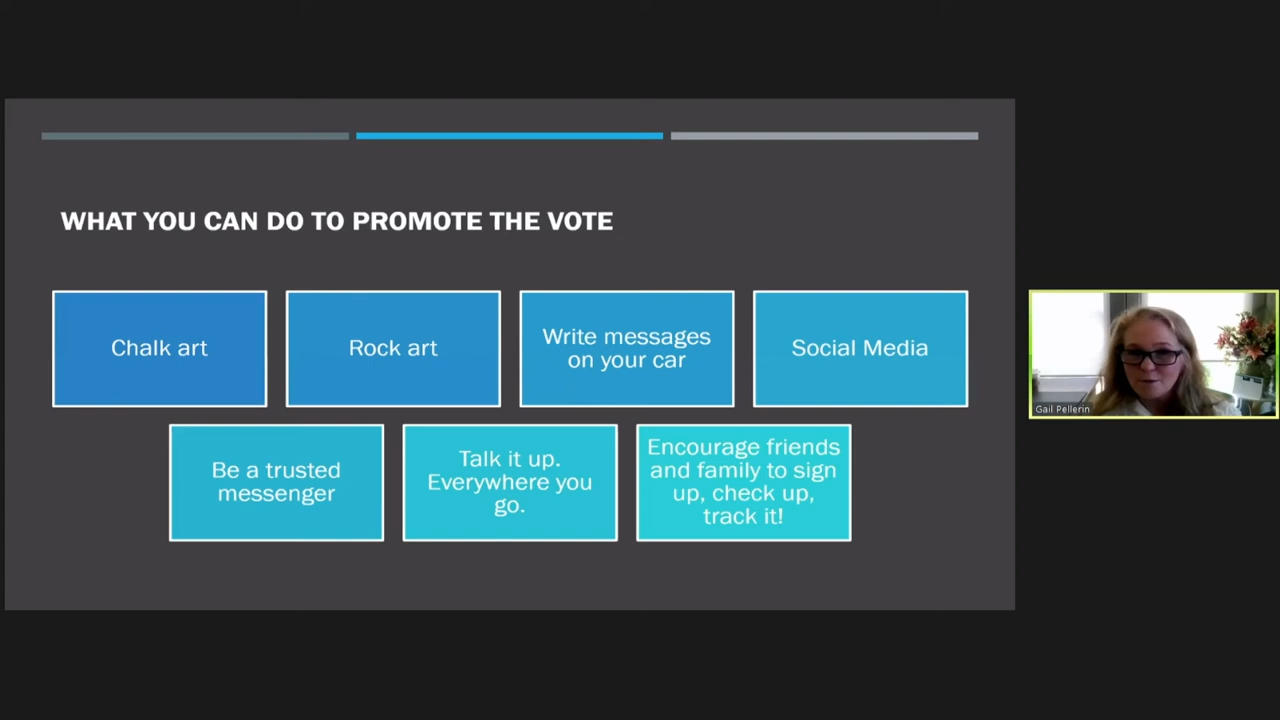 WHAT YOU CAN DO TO PROMOTE THE VOTE
Chalk art
Rock art
Write messages
on your car
Social Media
Be a trusted
messenger
Talk it up.
Everywhere you
go.
Encourage friends
and family to sign
up, check up,
track it!
Gail Pellerin